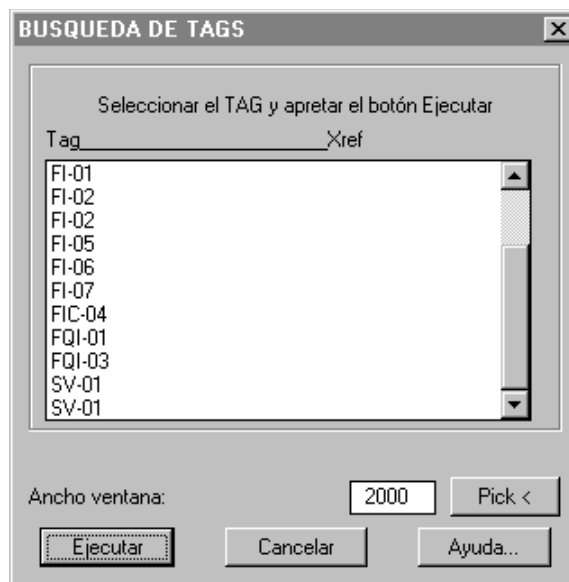 BUSQUEDA DE TAGS
Seleccionar el TAG y apretar el botón Ejecutar
Tag_______________________Xref
FI-01
FI-02
FI-02
FI-05
FI-06
FI-07
FIC-04
FQI-01
FQI-03
SV-01
SV-01
Ancho ventana: 2000 Pick <
Ejecutar Cancelar Ayuda...